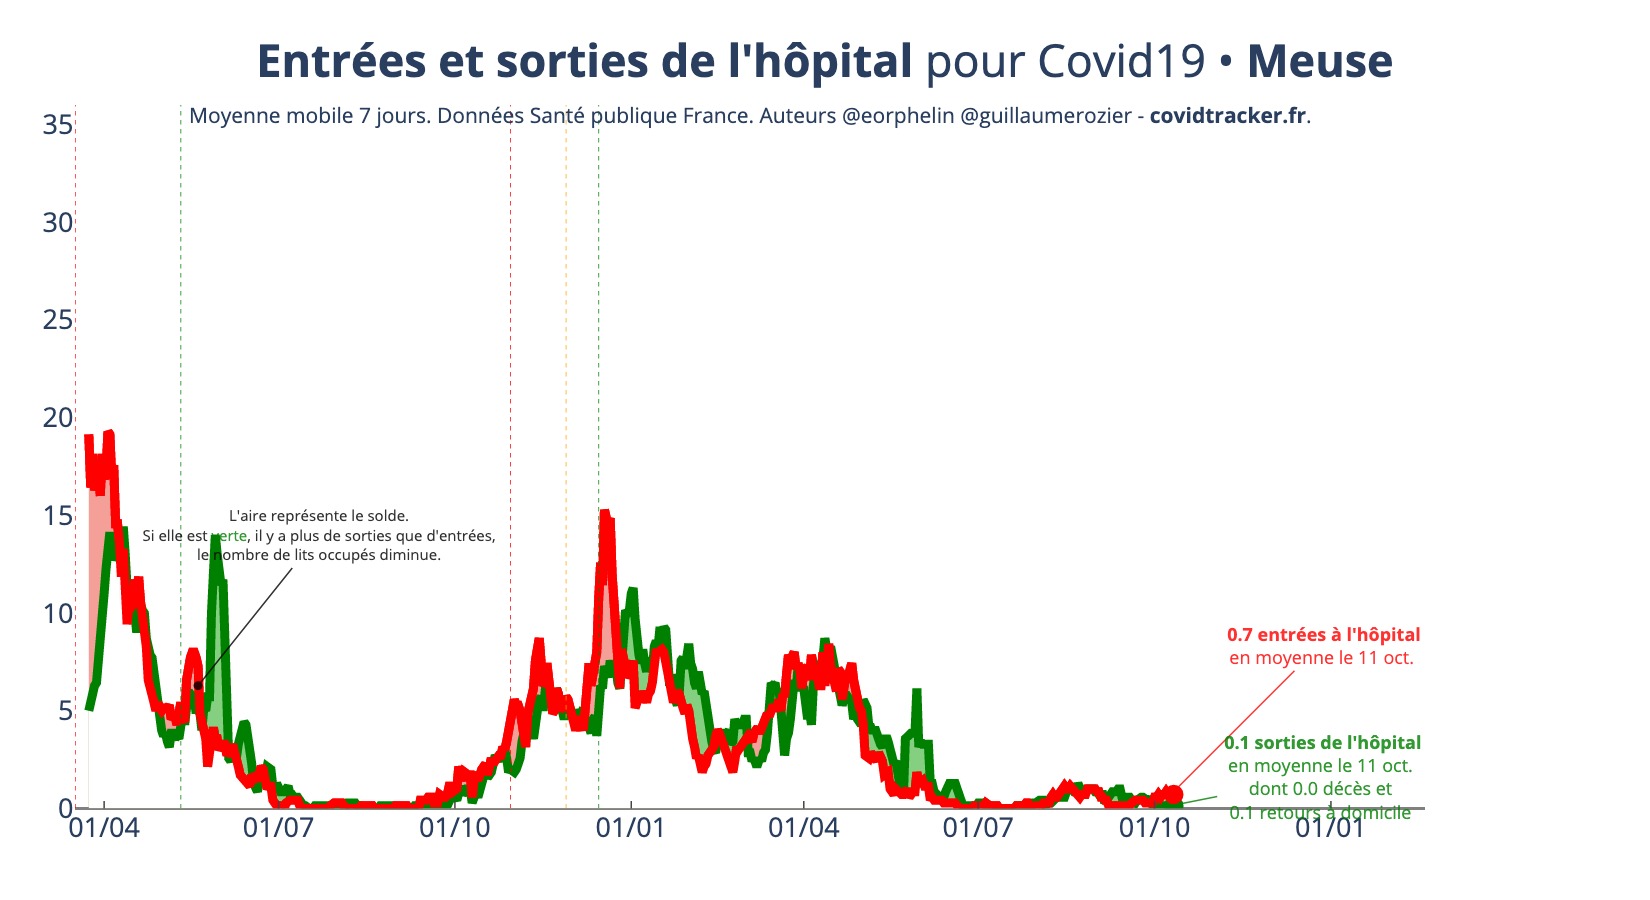 Entrées et sorties de l'hôpital pour Covid19 • Meuse
Moyenne mobile 7 jours. Données Santé publique France. Auteurs @eorphelin @guillaumerozier - covidtracker.fr.
35
30
25
20
15
10
5
0
L'aire représente le solde.
Si elle est verte, il y a plus de sorties que d'entrées,
le nombre de lits occupés diminue.
0.7 entrées à l'hôpital
en moyenne le 11 oct.
0.1 sorties de l'hôpital
en moyenne le 11 oct.
dont 0.0 décès et
0.1 retours à domicile
01/04 01/07 01/10 01/01 01/04 01/07 01/10 01/01